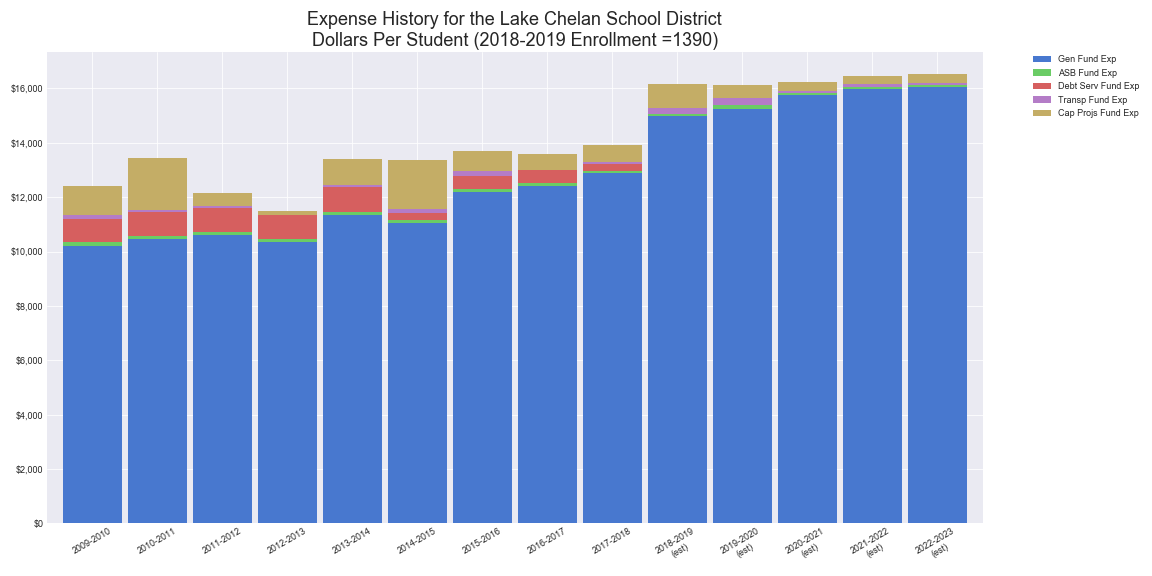 Expense History for the Lake Chelan School District
Dollars Per Student (2018-2019 Enrollment =1390)
Gen Fund Exp
ASB Fund Exp
Debt Serv Fund Exp
Transp Fund Exp
Cap Projs Fund Exp
$16,000
$14,000
$12,000
$10,000
$8,000
$6,000
$4,000
$2,000
$0
2009-2010
2010-2011
2011-2012
2012-2013
2013-2014
2014-2015
2015-2016
2016-2017
2017-2018
2018-2019
(est)
2019-2020
(est)
2020-2021
(est)
2021-2022
(est)
2022-2023
(est)